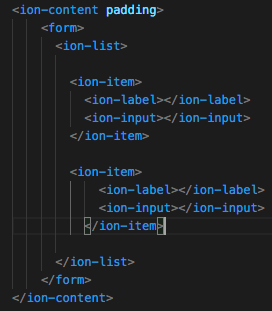 <ion-content padding>
<form>
<ion-list>
<ion-item>
<ion-label></ion-label>
<ion-input></ion-input>
</ion-item>
<ion-item>
<ion-label></ion-label>
<ion-input></ion-input>
</ion-item>
</ion-list>
</form>
</ion-content>